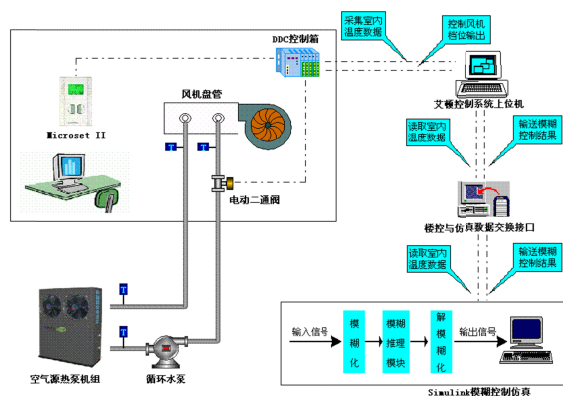 采集室内
温度数据
控制风机
档位输出
DDC控制箱
艾顿控制系统上位机
风机盘管
Microset II
T
T
电动二通阀
读取室内
温度数据
输送模糊
控制结果
楼控与仿真数据交换接口
读取室内
温度数据
输送模糊
控制结果
T
T
空气源热泵机组
循环水泵
输入信号
模糊化
模糊推理模块
解模糊化
输出信号
Simulink模糊控制仿真